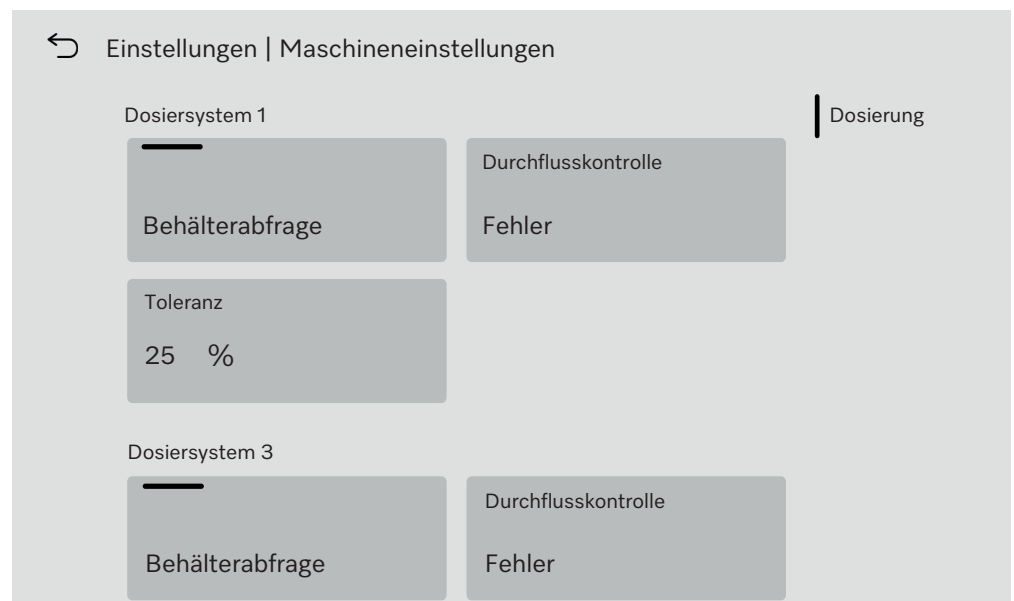 Einstellungen | Maschineneinstellungen
Dosiersystem 1
Dosierung
Behälterabfrage
Durchflusskontrolle
Fehler
Toleranz
25 %
Dosiersystem 3
Behälterabfrage
Durchflusskontrolle
Fehler